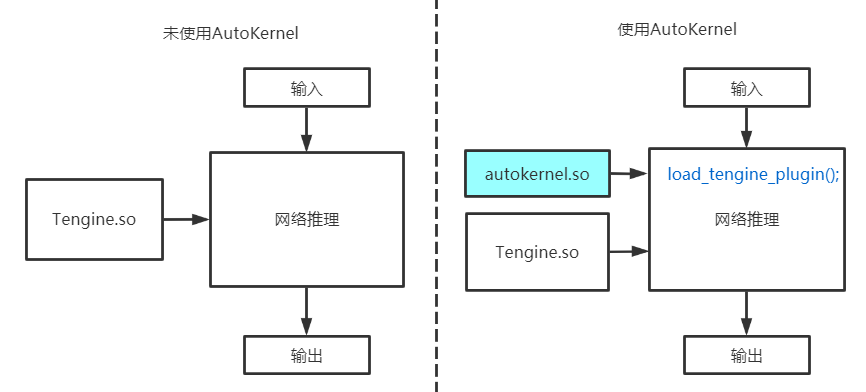 未使用AutoKernel
输入
Tengine.so
网络推理
输出
使用AutoKernel
输入
autokernel.so
load_tengine_plugin();
网络推理
Tengine.so
输出